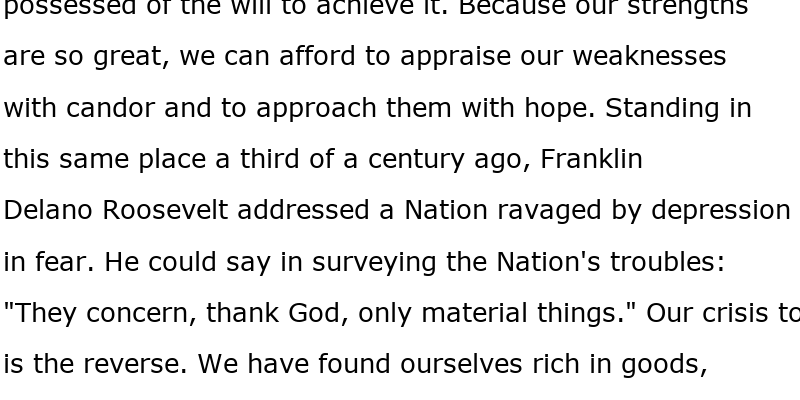 possessed of the will to achieve it. Because our strengths
are so great, we can afford to appraise our weaknesses
with candor and to approach them with hope. Standing in
this same place a third of a century ago, Franklin
Delano Roosevelt addressed a Nation ravaged by depression
in fear. He could say in surveying the Nation's troubles:
"They concern, thank God, only material things." Our crisis to
is the reverse. We have found ourselves rich in goods,